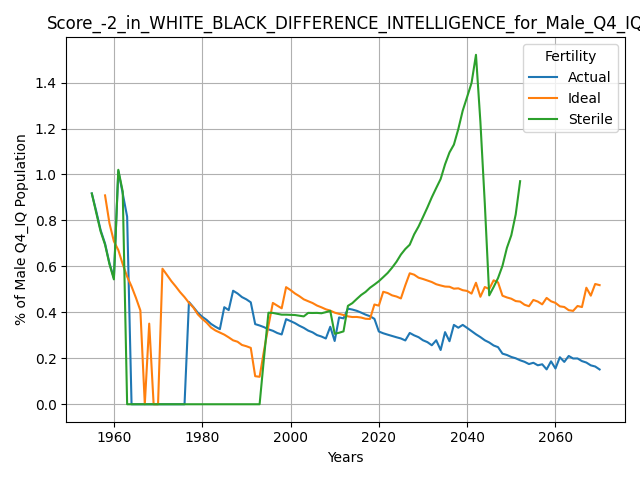 Score_-2_in_WHITE_BLACK_DIFFERENCE_INTELLIGENCE_for_Male_Q4_IQ
% of Male Q4_IQ Population
1.4
1.2
1.0
0.8
0.6
0.4
0.2
0.0
Fertility
Actual
Ideal
Sterile
1960 1980 2000 2020 2040 2060
Years